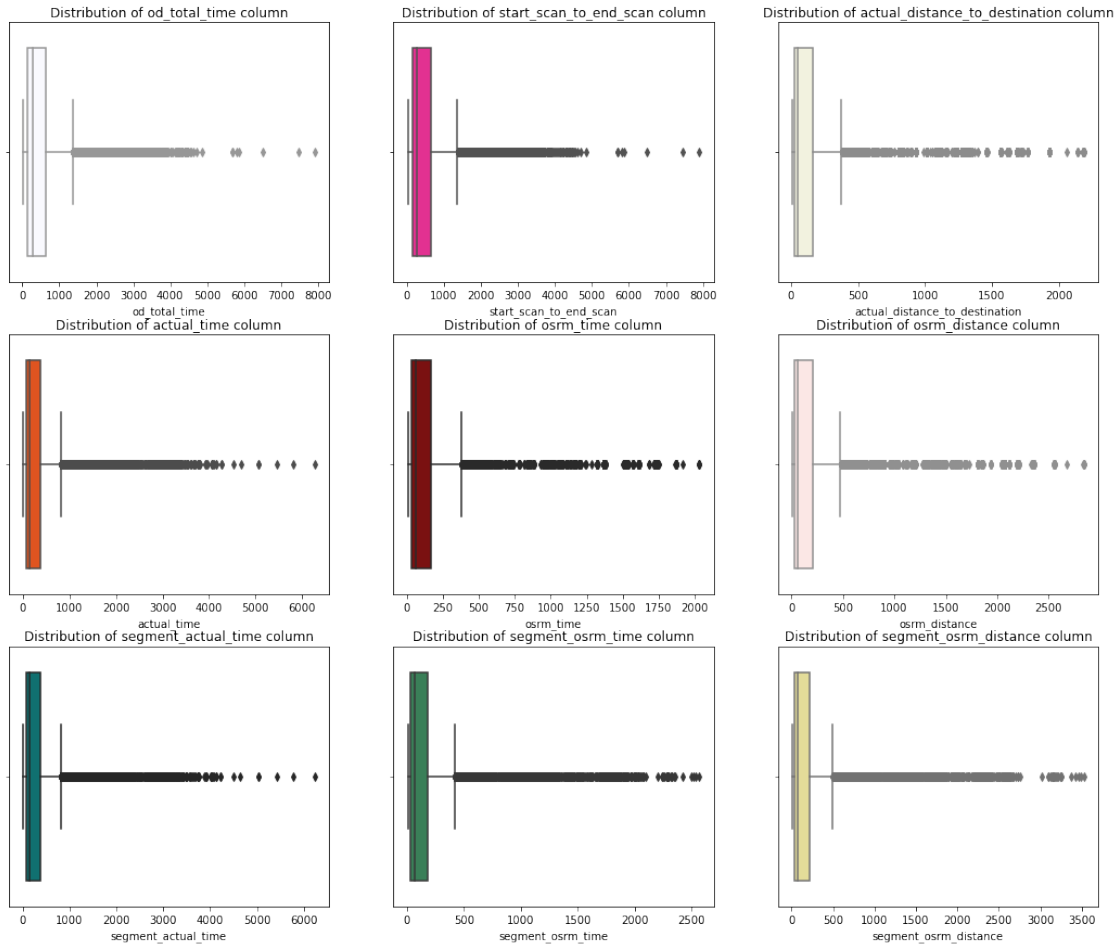 Distribution of od_total_time column
Distribution of start_scan_to_end_scan column
Distribution of actual_distance_to_destination column
0 1000 2000 3000 4000 5000 6000 7000 8000
0 1000 2000 3000 4000 5000 6000 7000 8000
0 500 1000 1500 2000
od_total_time
start_scan_to_end_scan
actual_distance_to_destination
Distribution of actual_time column
Distribution of osrm_time column
Distribution of osrm_distance column
0 1000 2000 3000 4000 5000 6000
0 250 500 750 1000 1250 1500 1750 2000
0 500 1000 1500 2000 2500
actual_time
osrm_time
osrm_distance
Distribution of segment_actual_time column
Distribution of segment_osrm_time column
Distribution of segment_osrm_distance column
0 1000 2000 3000 4000 5000 6000
0 500 1000 1500 2000 2500
0 500 1000 1500 2000 2500 3000 3500
segment_actual_time
segment_osrm_time
segment_osrm_distance